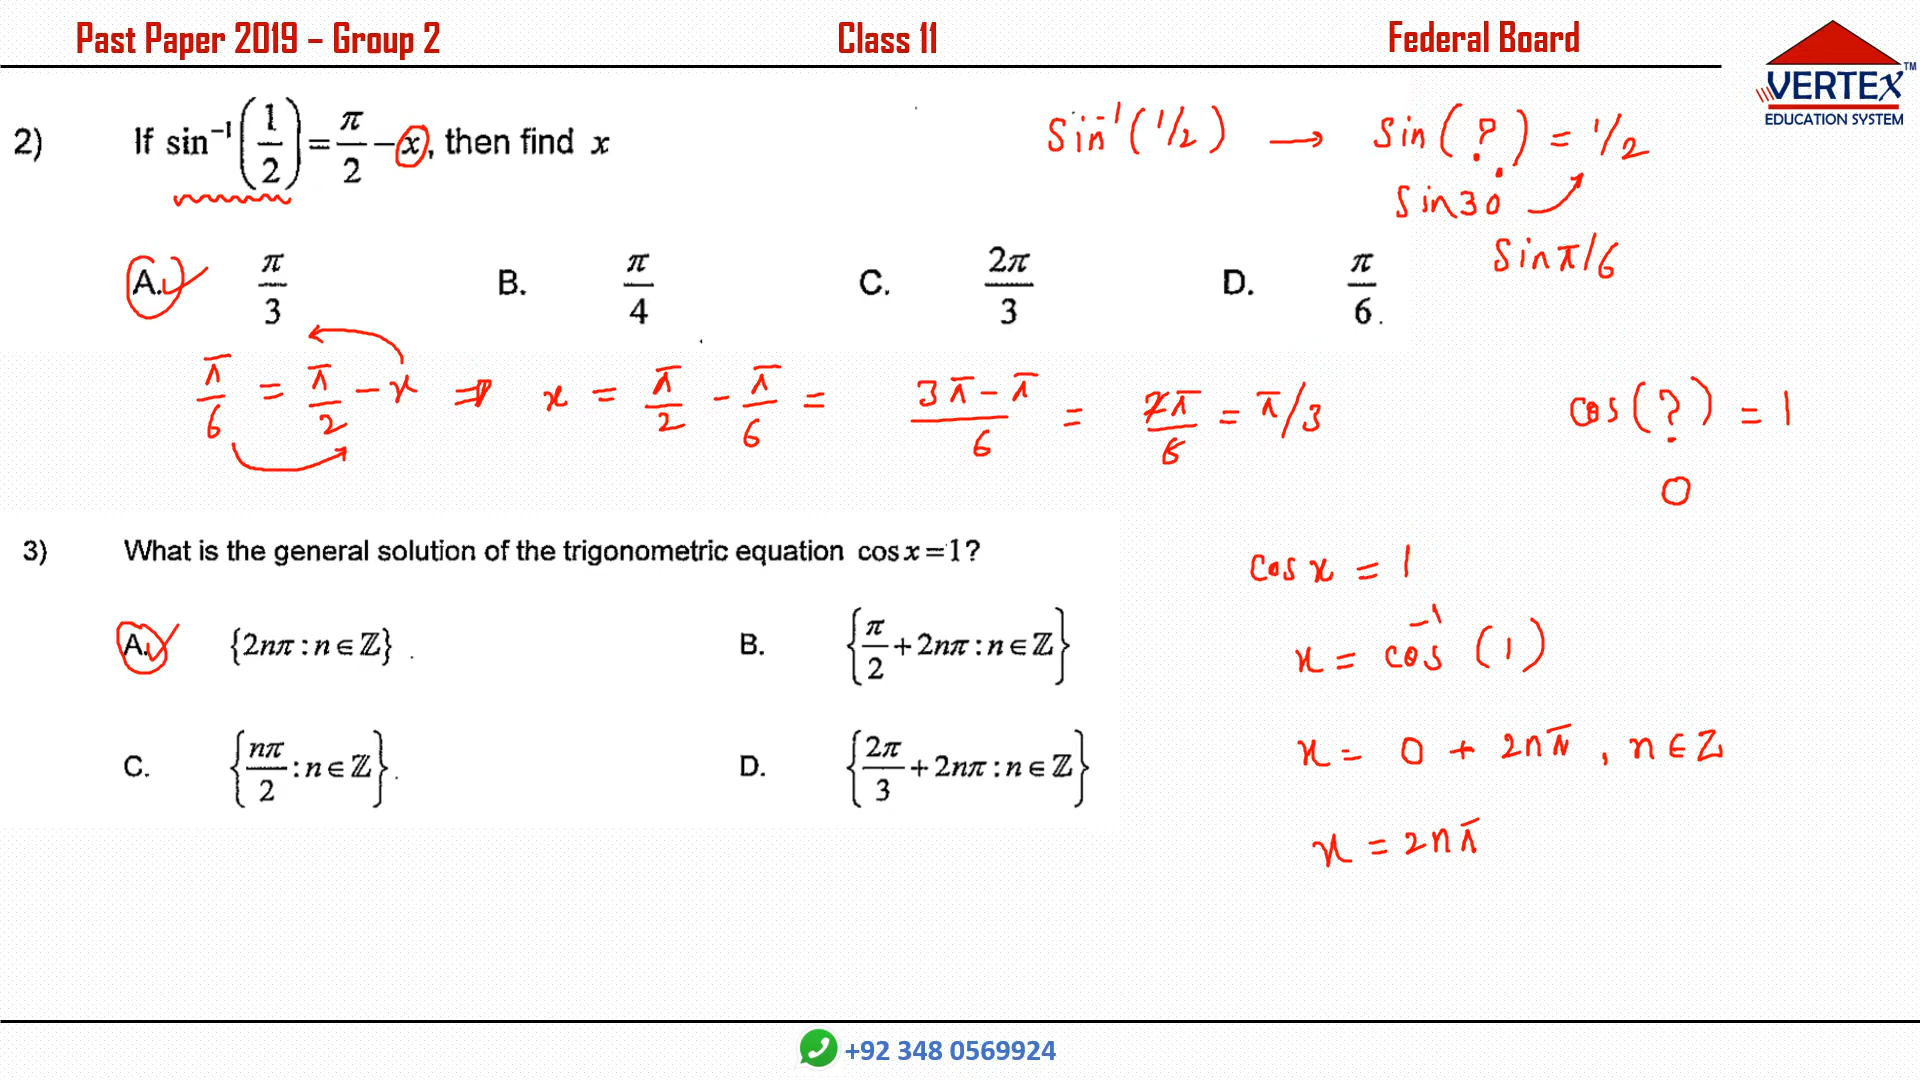 Past Paper 2019 – Group 2
Class 11
Federal Board
VERTEX TM
EDUCATION SYSTEM
2) If sin⁻¹(1/2) = π/2 − x, then find x
Sin⁻¹(1/2) → Sin(?) = 1/2
Sin30
Sin π/6
A. π/3 B. π/4 C. 2π/3 D. π/6
π/6 = π/2 − x ⇒ x = π/2 − π/6 = 3π−π/6 = 2π/6 = π/3
cos(?) = 1
0
3) What is the general solution of the trigonometric equation cos x = 1?
A. {2nπ : n ∈ ℤ} B. {π/2 + 2nπ : n ∈ ℤ}
C. {nπ/2 : n ∈ ℤ} D. {2π/3 + 2nπ : n ∈ ℤ}
cos x = 1
x = cos⁻¹(1)
x = 0 + 2nπ, n ∈ Z
x = 2nπ
+92 348 0569924